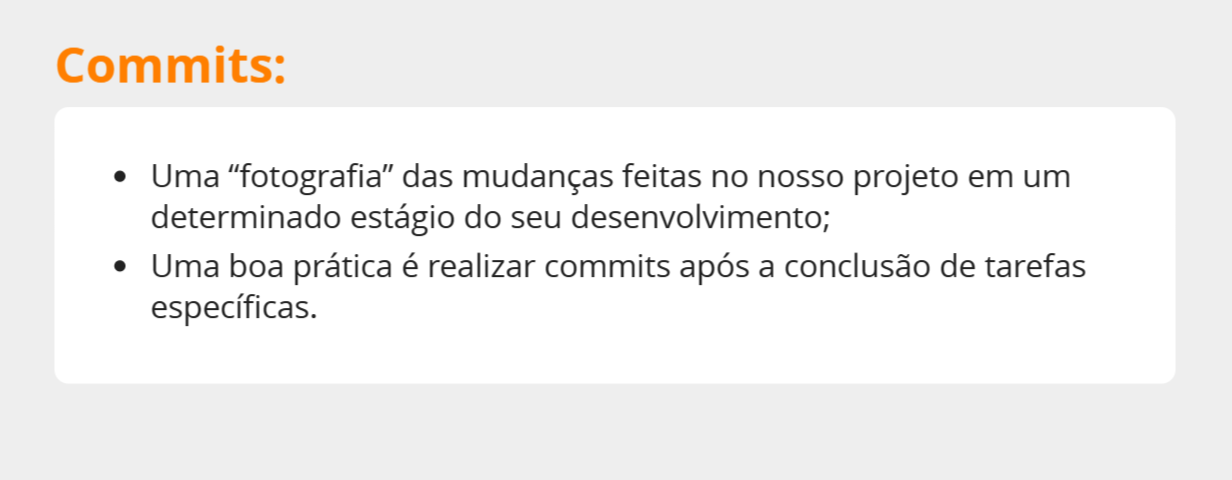 Commits:
• Uma “fotografia” das mudanças feitas no nosso projeto em um
determinado estágio do seu desenvolvimento;
• Uma boa prática é realizar commits após a conclusão de tarefas
específicas.